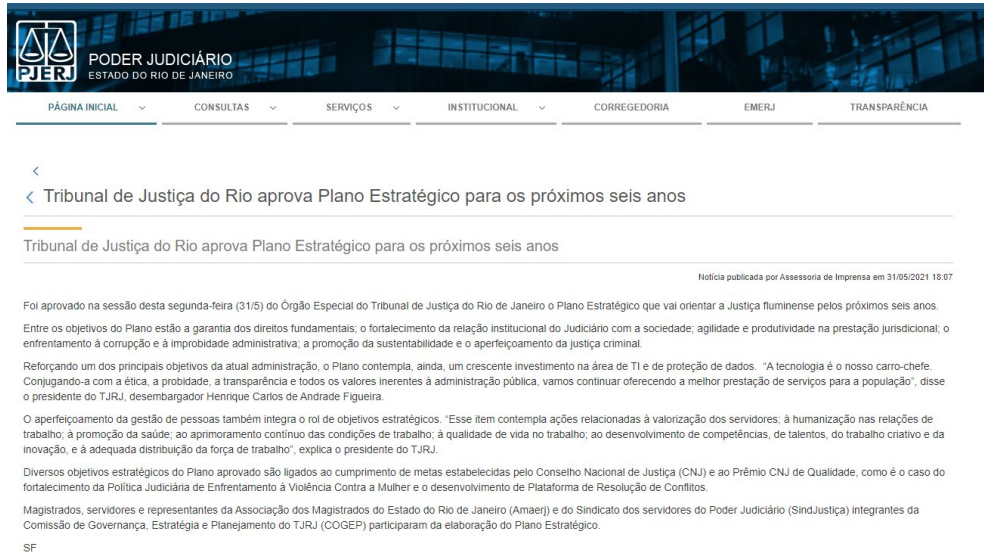 PJERJ
PODER JUDICIÁRIO
ESTADO DO RIO DE JANEIRO
PÁGINA INICIAL CONSULTAS SERVIÇOS INSTITUCIONAL CORREGEDORIA EMERJ TRANSPARÊNCIA
Tribunal de Justiça do Rio aprova Plano Estratégico para os próximos seis anos
Tribunal de Justiça do Rio aprova Plano Estratégico para os próximos seis anos
Notícia publicada por Assessoria de Imprensa em 31/05/2021 18:07
Foi aprovado na sessão desta segunda-feira (31/5) do Órgão Especial do Tribunal de Justiça do Rio de Janeiro o Plano Estratégico que vai orientar a Justiça fluminense pelos próximos seis anos.
Entre os objetivos do Plano estão a garantia dos direitos fundamentais; o fortalecimento da relação institucional do Judiciário com a sociedade; agilidade e produtividade na prestação jurisdicional; o
enfrentamento à corrupção e à improbidade administrativa; a promoção da sustentabilidade e o aperfeiçoamento da justiça criminal.
Reforçando um dos principais objetivos da atual administração, o Plano contempla, ainda, um crescente investimento na área de TI e de proteção de dados. “A tecnologia é o nosso carro-chefe.
Conjugando-a com a ética, a probidade, a transparência e todos os valores inerentes à administração pública, vamos continuar oferecendo a melhor prestação de serviços para a população”, disse
o presidente do TJRJ, desembargador Henrique Carlos de Andrade Figueira.
O aperfeiçoamento da gestão de pessoas também integra o rol de objetivos estratégicos. “Esse item contempla ações relacionadas à valorização dos servidores; à humanização nas relações de
trabalho; à promoção da saúde; ao aprimoramento contínuo das condições de trabalho; à qualidade de vida no trabalho; ao desenvolvimento de competências, de talentos, do trabalho criativo e da
inovação, e à adequada distribuição da força de trabalho”, explica o presidente do TJRJ.
Diversos objetivos estratégicos do Plano aprovado são ligados ao cumprimento de metas estabelecidas pelo Conselho Nacional de Justiça (CNJ) e ao Prêmio CNJ de Qualidade, como é o caso do
fortalecimento da Política Judiciária de Enfrentamento à Violência Contra a Mulher e o desenvolvimento de Plataforma de Resolução de Conflitos.
Magistrados, servidores e representantes da Associação dos Magistrados do Estado do Rio de Janeiro (Amaerj) e do Sindicato dos servidores do Poder Judiciário (SindJustiça) integrantes da
Comissão de Governança, Estratégia e Planejamento do TJRJ (COGEP) participaram da elaboração do Plano Estratégico.
SF